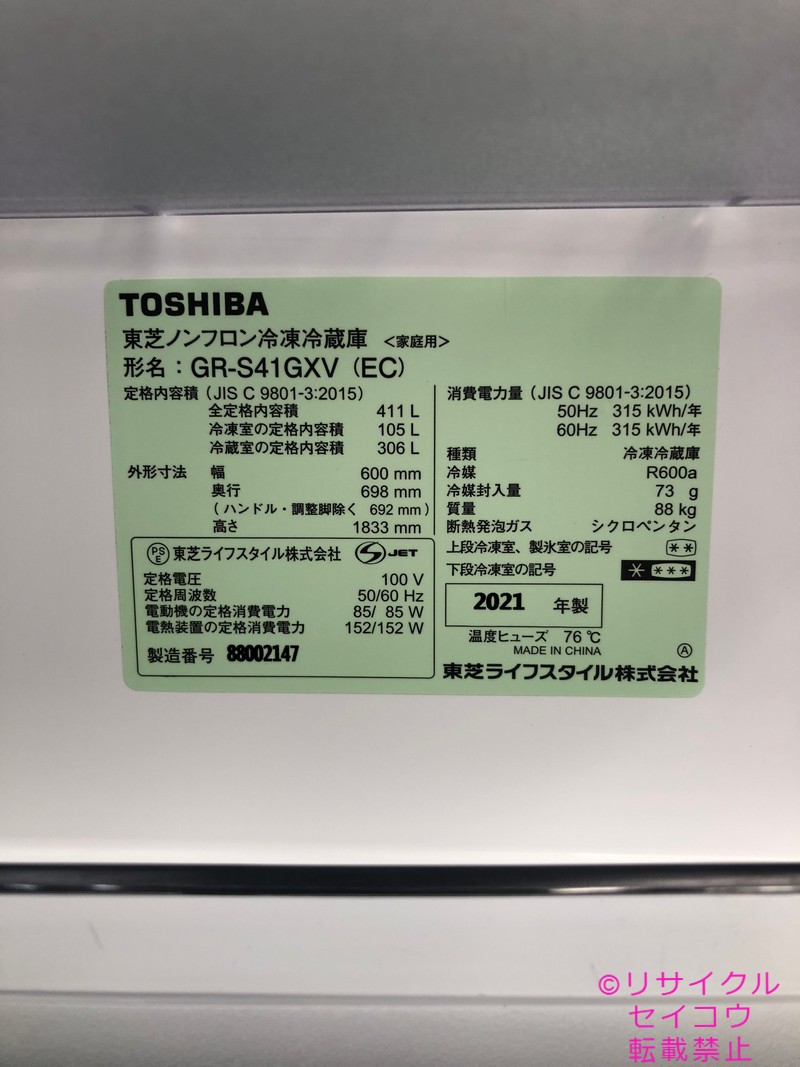 TOSHIBA
東芝ノンフロン冷凍冷蔵庫 <家庭用>
形名：GR-S41GXV (EC)
定格内容積 (JIS C 9801-3:2015)
全定格内容積 411 L
冷凍室の定格内容積 105 L
冷蔵室の定格内容積 306 L
外形寸法 幅 600 mm
奥行 698 mm
(ハンドル・調整脚除く 692 mm)
高さ 1833 mm
PSE 東芝ライフスタイル株式会社 S JET
定格電圧 100 V
定格周波数 50/60 Hz
電動機の定格消費電力 85/ 85 W
電熱装置の定格消費電力 152/152 W
製造番号 88002147
消費電力量 (JIS C 9801-3:2015)
50Hz 315 kWh/年
60Hz 315 kWh/年
種類 冷凍冷蔵庫
冷媒 R600a
冷媒封入量 73 g
質量 88 kg
断熱発泡ガス シクロペンタン
上段冷凍室、製氷室の記号 **
下段冷凍室の記号 * ***
2021 年製
温度ヒューズ 76℃
MADE IN CHINA Ⓐ
東芝ライフスタイル株式会社
©リサイクル
セイコウ
転載禁止